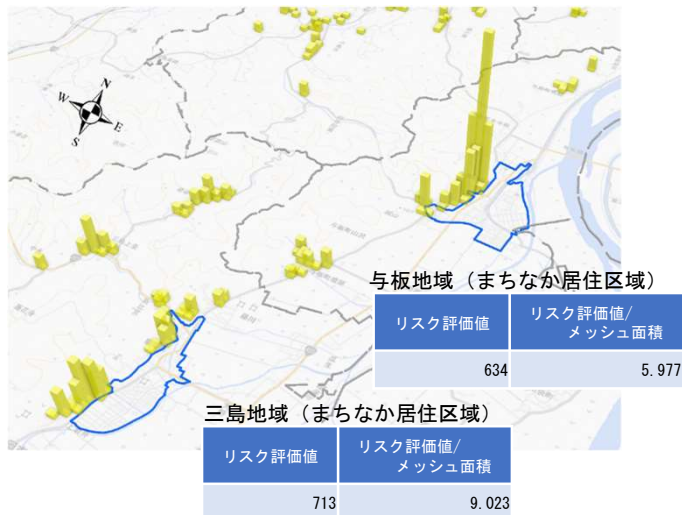 N
W
E
S
与板地域（まちなか居住区域）
リスク評価値
リスク評価値/
メッシュ面積
634
5.977
三島地域（まちなか居住区域）
リスク評価値
リスク評価値/
メッシュ面積
713
9.023